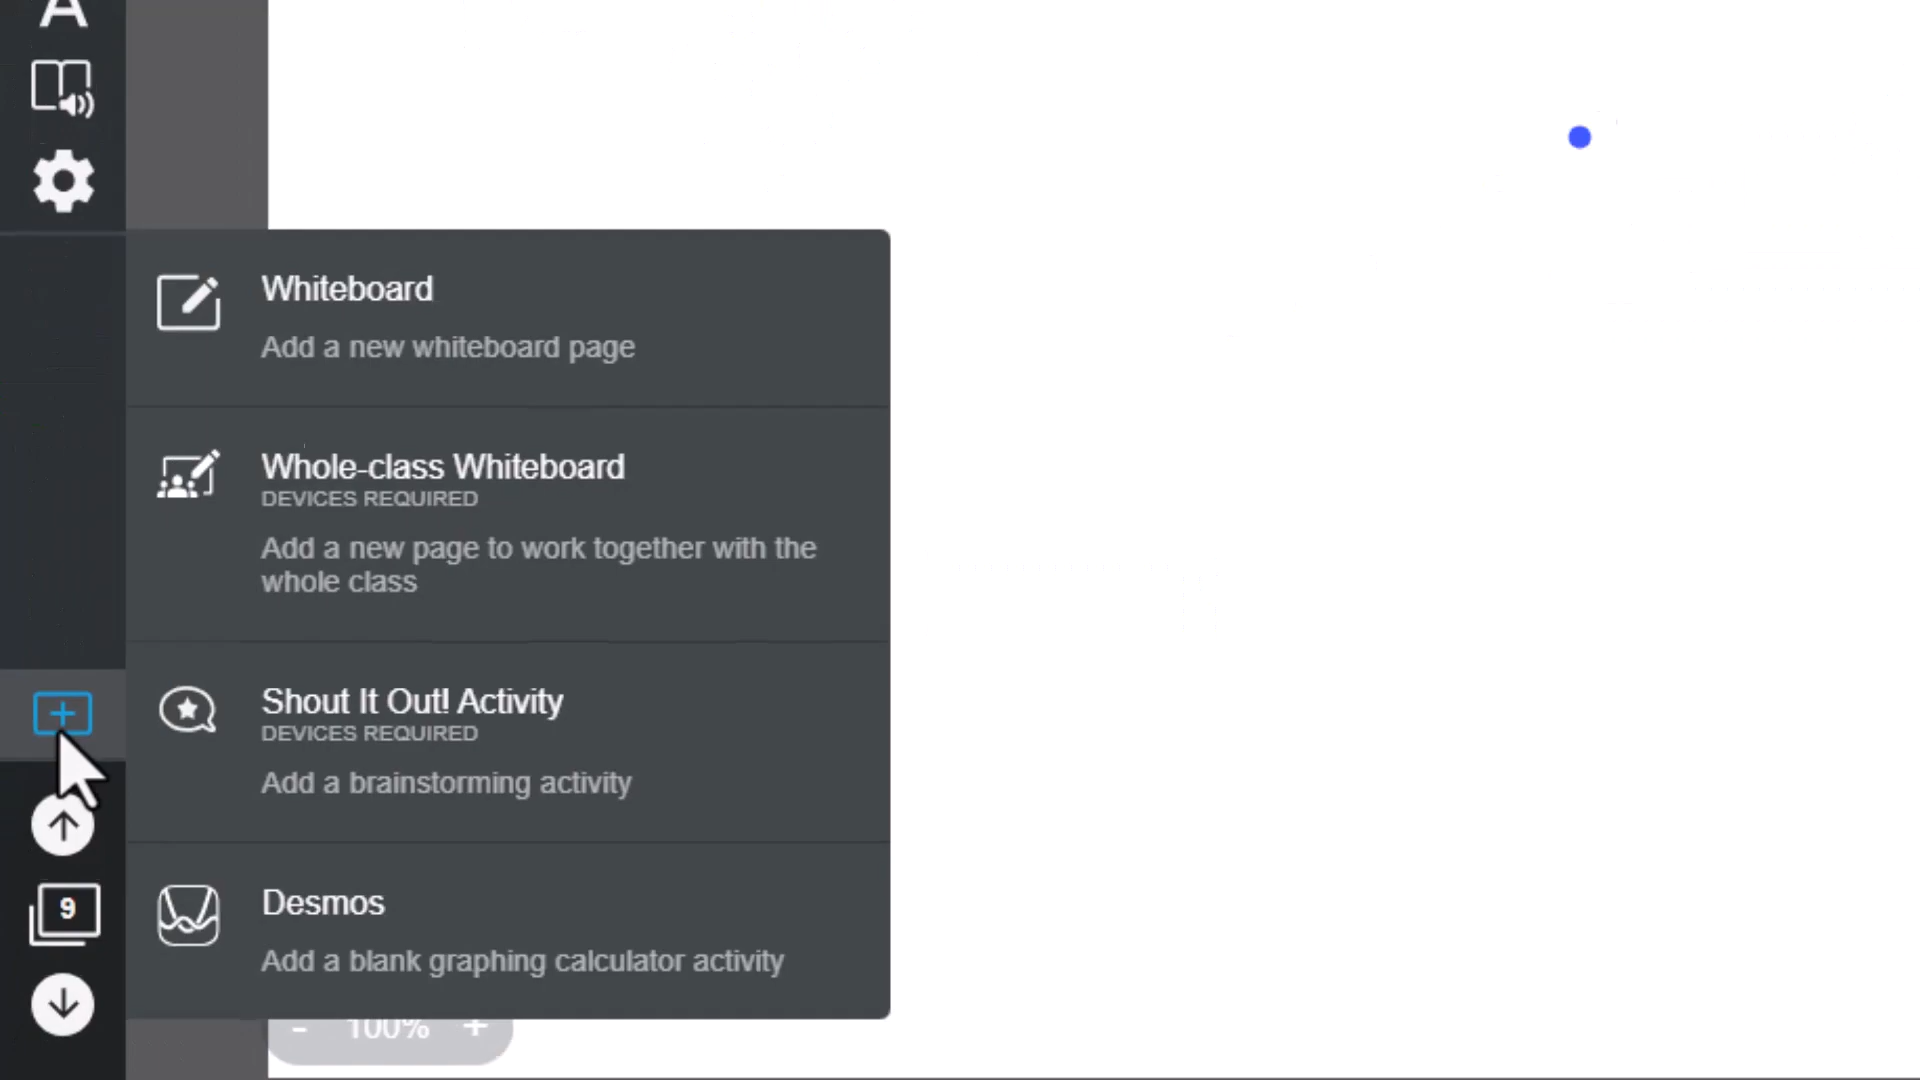 A
Whiteboard
Add a new whiteboard page
Whole-class Whiteboard
DEVICES REQUIRED
Add a new page to work together with the
whole class
Shout It Out! Activity
DEVICES REQUIRED
Add a brainstorming activity
9
Desmos
Add a blank graphing calculator activity
- 100% +